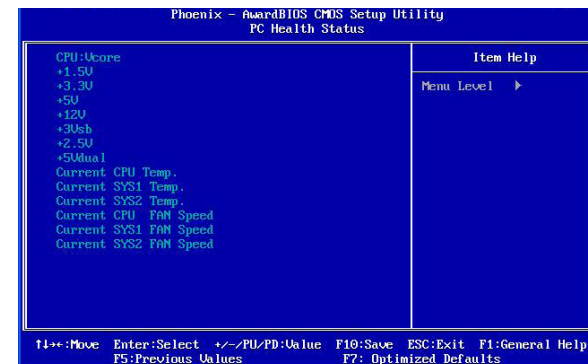 Phoenix - AwardBIOS CMOS Setup Utility
PC Health Status
CPU:Vcore
+1.5V
+3.3V
+5V
+12V
+3Vsb
+2.5V
+5Vdual
Current CPU Temp.
Current SYS1 Temp.
Current SYS2 Temp.
Current CPU FAN Speed
Current SYS1 FAN Speed
Current SYS2 FAN Speed
Item Help
Menu Level ▶
↑↓→←:Move Enter:Select +/-/PU/PD:Value F10:Save ESC:Exit F1:General Help
F5:Previous Values F7: Optimized Defaults